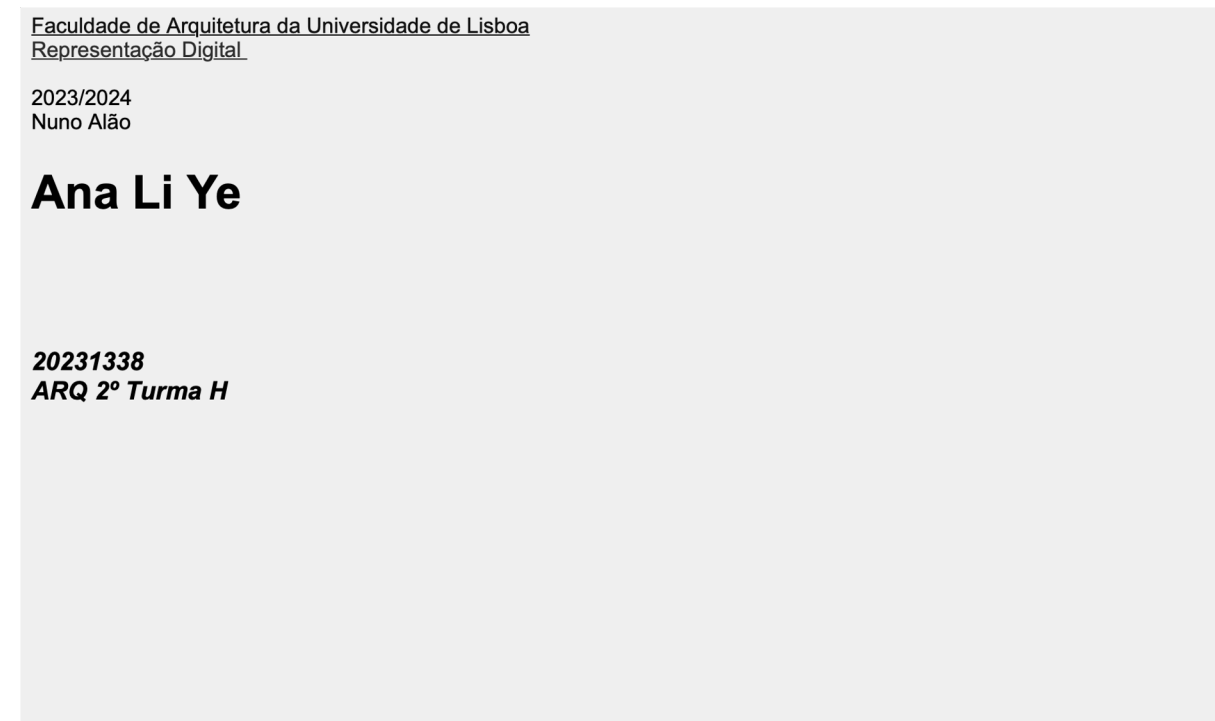 Faculdade de Arquitetura da Universidade de Lisboa
Representação Digital
2023/2024
Nuno Alão
Ana Li Ye
20231338
ARQ 2º Turma H